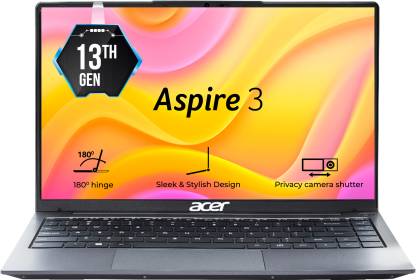 13TH
GEN
Aspire 3
180°
180° hinge
Sleek & Stylish Design
Privacy camera shutter
acer